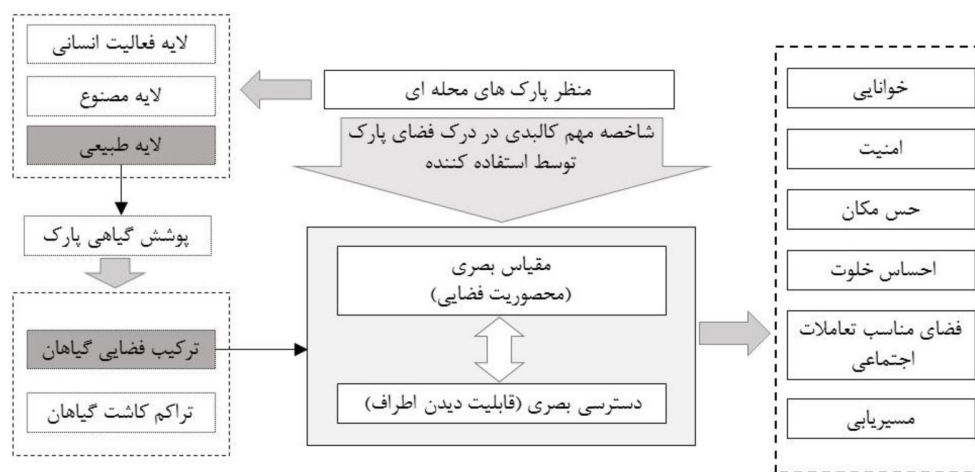 منظر پارک های محله ای
شاخصه مهم کالبدی در درک فضای پارک
توسط استفاده کننده
لایه فعالیت انسانی
لایه مصنوع
لایه طبیعی
پوشش گیاهی پارک
ترکیب فضایی گیاهان
تراکم کاشت گیاهان
مقیاس بصری
(محصوریت فضایی)
دسترسی بصری (قابلیت دیدن اطراف)
خوانایی
امنیت
حس مکان
احساس خلوت
فضای مناسب تعاملات
اجتماعی
مسیریابی